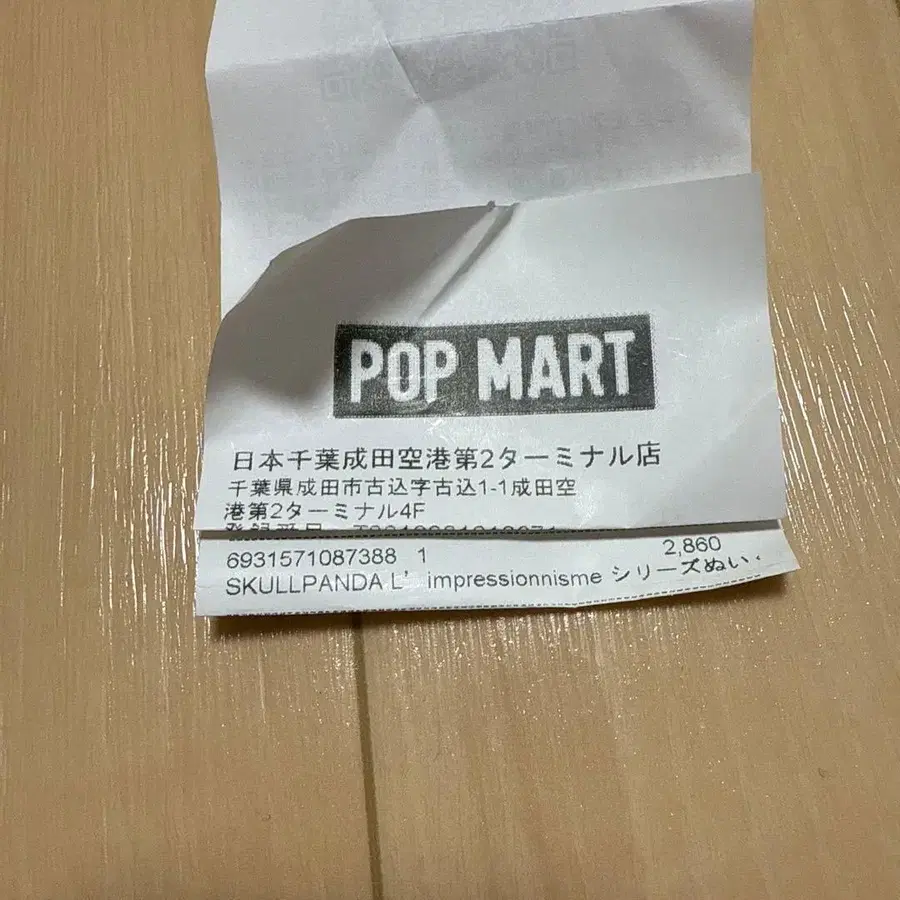 POP MART
日本千葉成田空港第2ターミナル店
千葉県成田市古込字古込1-1成田空
港第2ターミナル4F
6931571087388 1 2,860
SKULLPANDA L' impressionnisme シリーズぬい